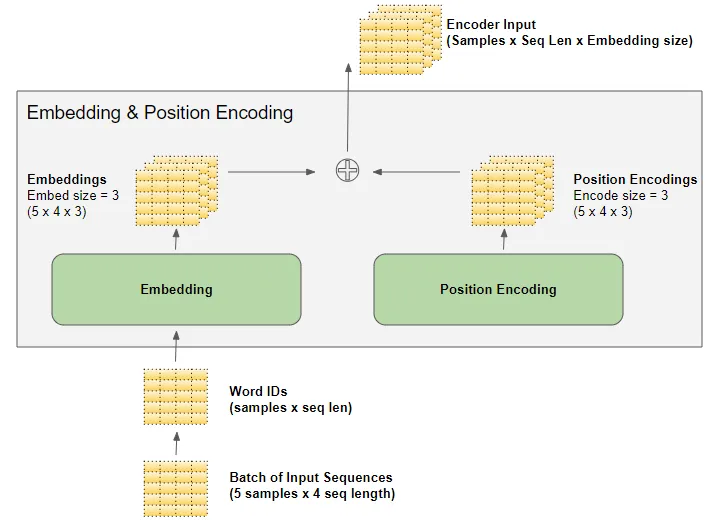 Encoder Input
(Samples x Seq Len x Embedding size)
Embedding & Position Encoding
Embeddings
Embed size = 3
(5 x 4 x 3)
Position Encodings
Encode size = 3
(5 x 4 x 3)
Embedding
Position Encoding
Word IDs
(samples x seq len)
Batch of Input Sequences
(5 samples x 4 seq length)